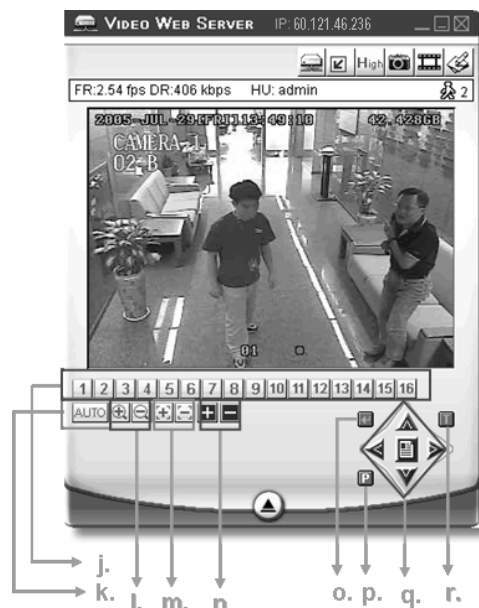 VIDEO WEB SERVER IP: 60.121.46.236
High
FR:2.54 fps DR:406 kbps HU: admin 2
2005-JUL-29[FRI]13:49:10 42.428GB
CAMERA-1
02-B
01
1 2 3 4 5 6 7 8 9 10 11 12 13 14 15 16
AUTO
T
P
j.
k. l. m. n. o. p. q. r.